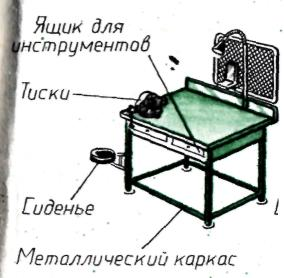 Ящик для
инструментов
Тиски
Сиденье
Металлический каркас